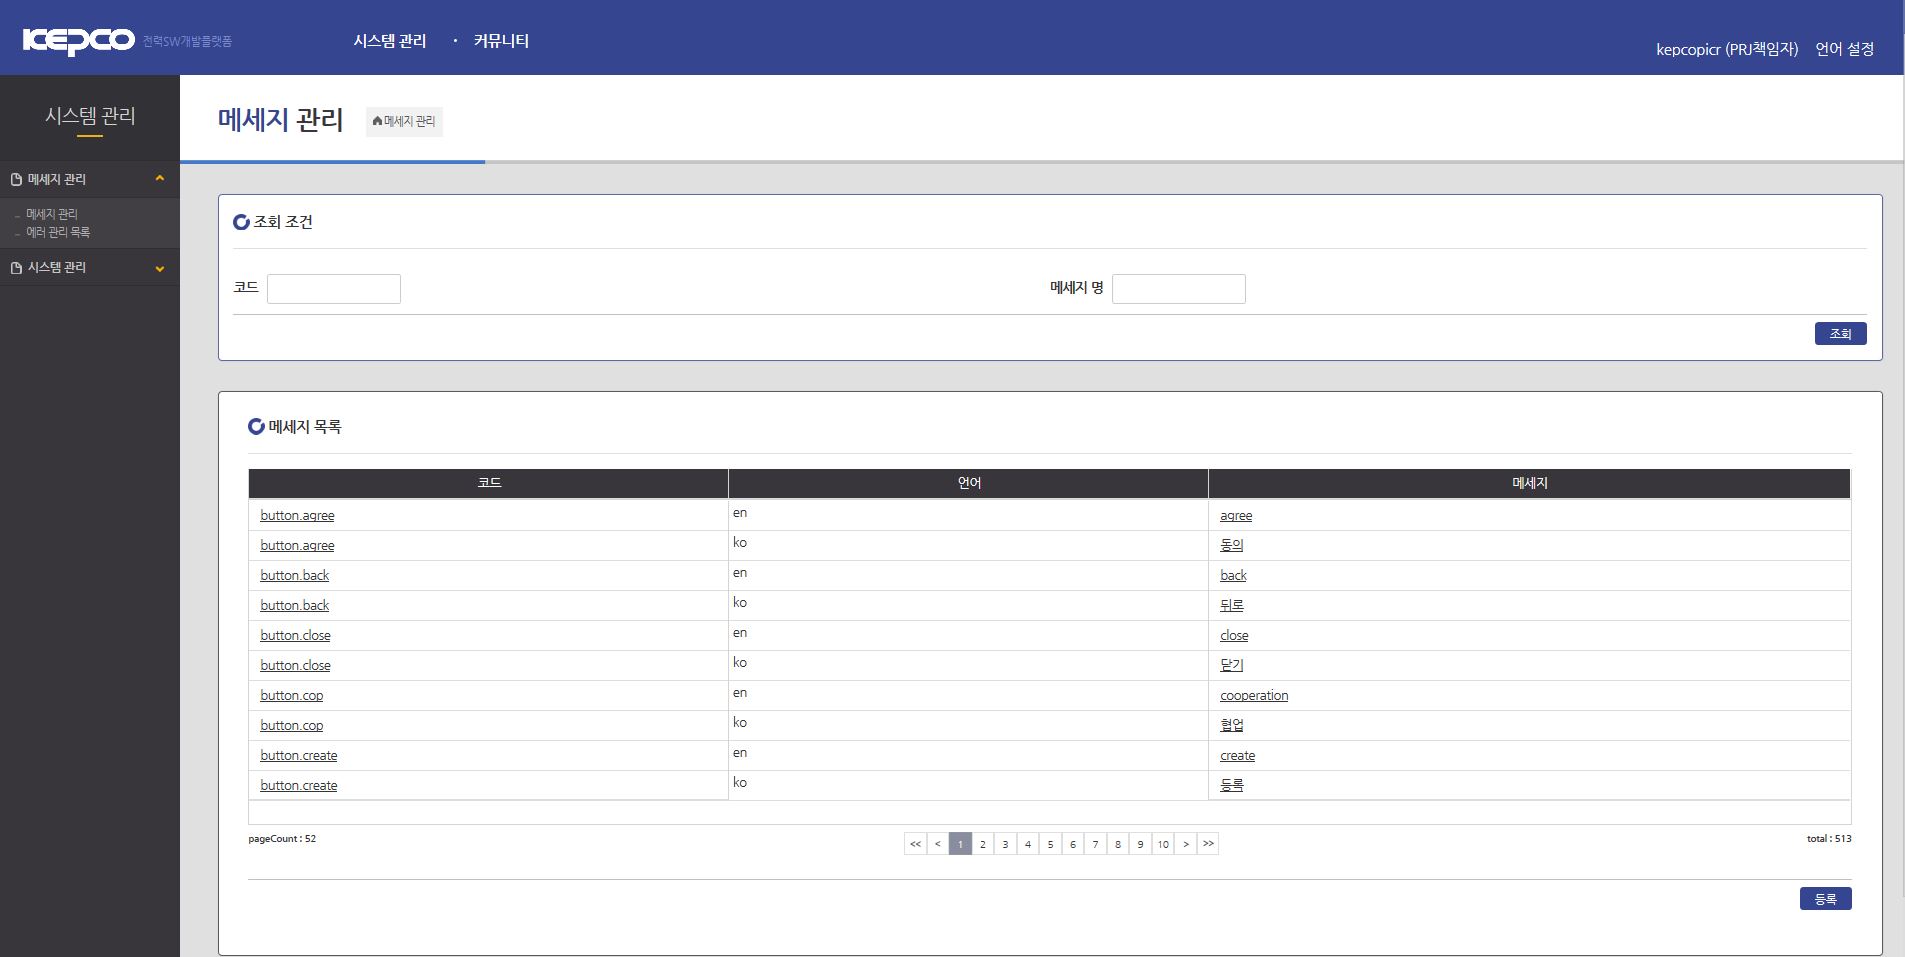 KEPCO 전력SW개발플랫폼
시스템 관리 · 커뮤니티
kepcopicr (PRJ책임자) 언어 설정
시스템 관리
메세지 관리
메세지 관리
에러 관리 목록
시스템 관리
메세지 관리 메세지 관리
조회 조건
코드 메세지 명
조회
메세지 목록
코드 언어 메세지
button.agree en agree
button.agree ko 동의
button.back en back
button.back ko 뒤로
button.close en close
button.close ko 닫기
button.cop en cooperation
button.cop ko 협업
button.create en create
button.create ko 등록
pageCount : 52 << < 1 2 3 4 5 6 7 8 9 10 > >> total : 513
등록